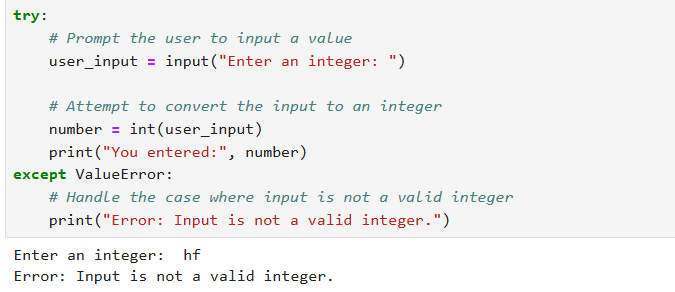 try:
    # Prompt the user to input a value
    user_input = input("Enter an integer: ")

    # Attempt to convert the input to an integer
    number = int(user_input)
    print("You entered:", number)
except ValueError:
    # Handle the case where input is not a valid integer
    print("Error: Input is not a valid integer.")
Enter an integer:  hf
Error: Input is not a valid integer.